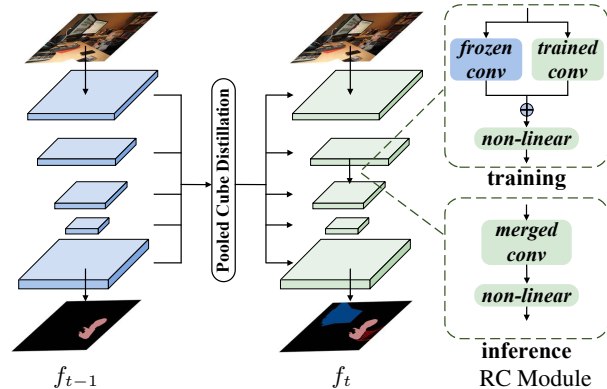 Pooled Cube Distillation
frozen
conv
trained
conv
non-linear
training
merged
conv
non-linear
inference
RC Module
f_{t−1}
f_t